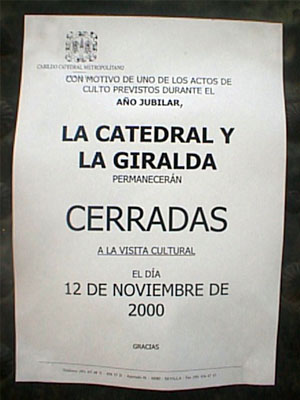 CABILDO CATEDRAL METROPOLITANO
CON MOTIVO DE UNO DE LOS ACTOS DE
CULTO PREVISTOS DURANTE EL
AÑO JUBILAR,
LA CATEDRAL Y
LA GIRALDA
PERMANECERÁN
CERRADAS
A LA VISITA CULTURAL
EL DÍA
12 DE NOVIEMBRE DE
2000
GRACIAS